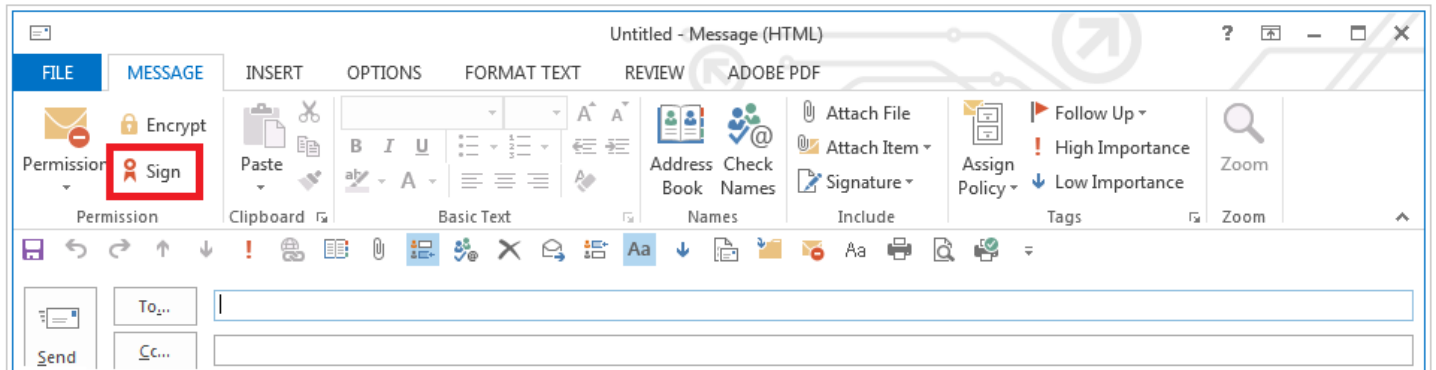 Untitled - Message (HTML)
?
FILE MESSAGE INSERT OPTIONS FORMAT TEXT REVIEW ADOBE PDF
Permission
Encrypt
Sign
Permission
Paste
Clipboard
A A
B I U
ab A
Basic Text
Address Book
Check Names
@
Names
Attach File
Attach Item
Signature
Include
Assign Policy
! Follow Up
! High Importance
Low Importance
Tags
Zoom
Zoom
! @ Aa Aa
Send
To...
Cc...